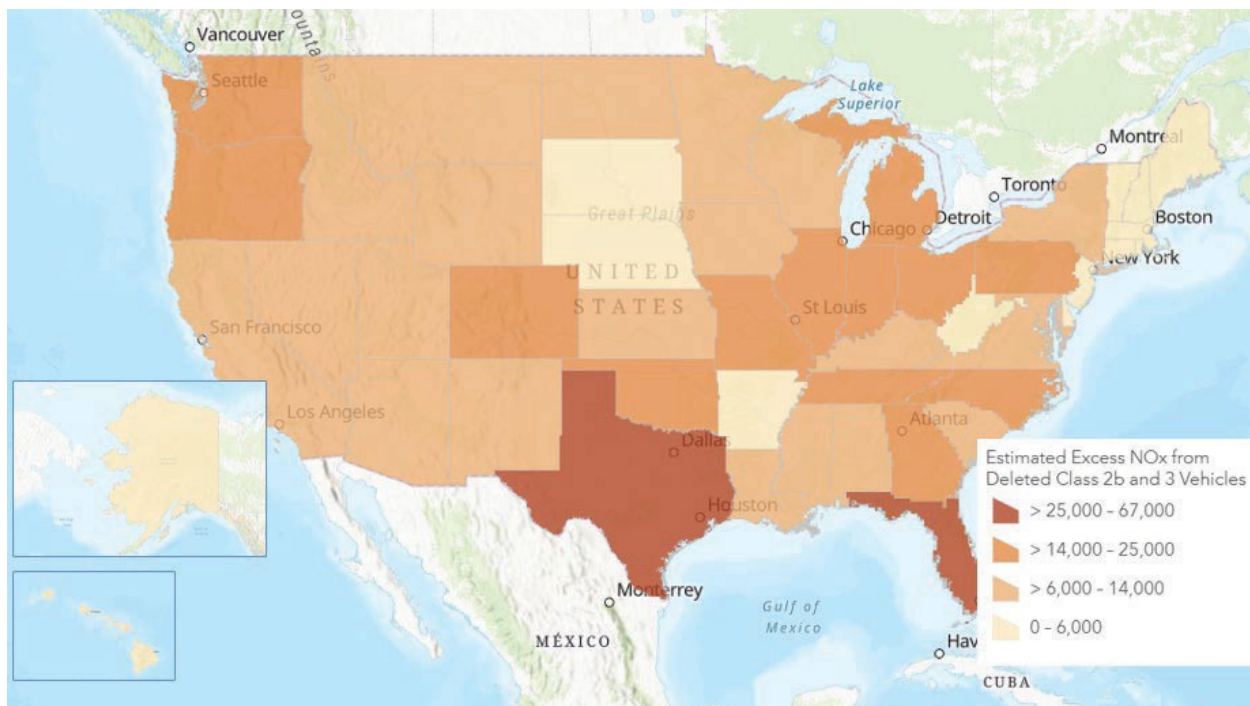 Vancouver
ountains
Seattle
Lake
Superior
Montreal
Toronto
Great Plains
Chicago
Detroit
Boston
New York
UNITED
STATES
St Louis
San Francisco
Los Angeles
Atlanta
Dallas
Houston
Monterrey
Gulf of
Mexico
MÉXICO
Hav
CUBA
Estimated Excess NOx from
Deleted Class 2b and 3 Vehicles
> 25,000 – 67,000
> 14,000 – 25,000
> 6,000 – 14,000
0 – 6,000